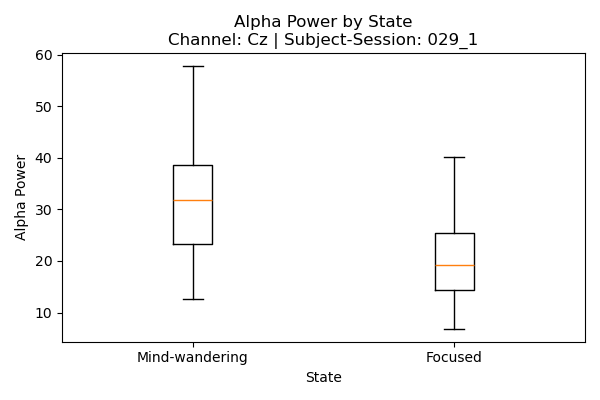 Alpha Power by State
Channel: Cz | Subject-Session: 029_1
Alpha Power
60
50
40
30
20
10
Mind-wandering
Focused
State